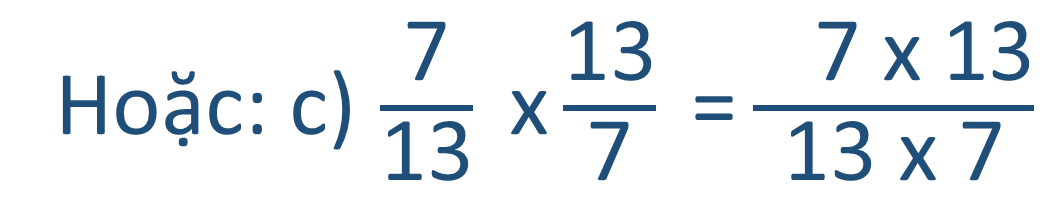 Hoặc: c) 7/13 x 13/7 = 7 x 13/13 x 7